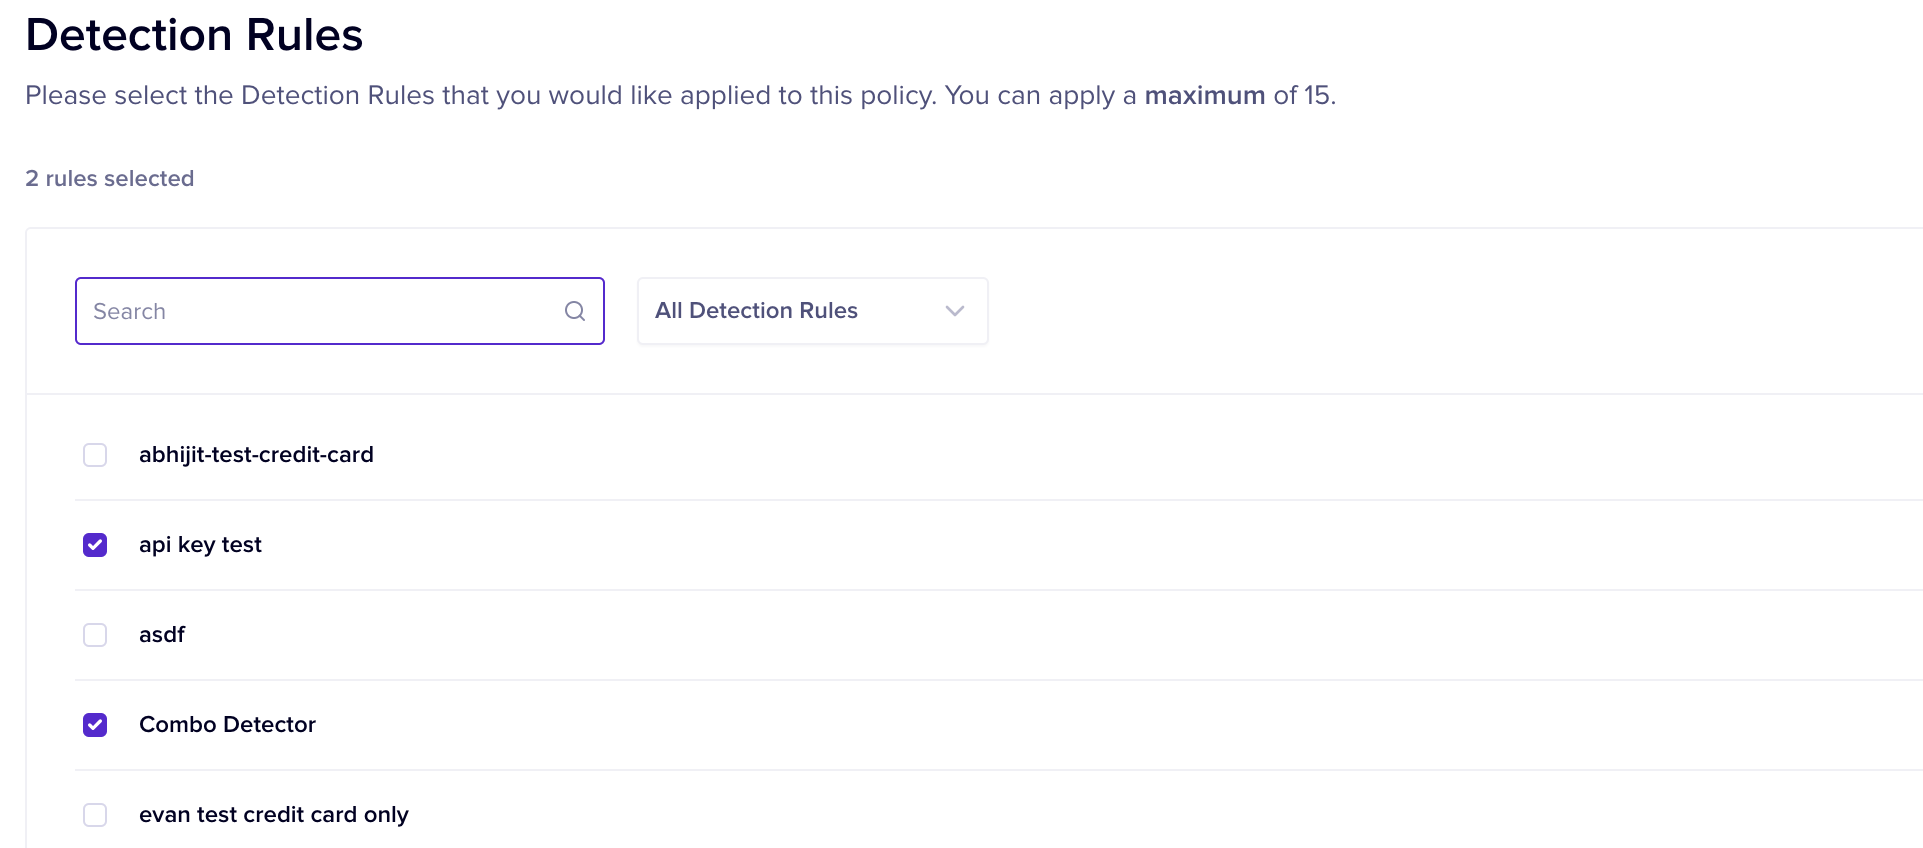 Detection Rules
Please select the Detection Rules that you would like applied to this policy. You can apply a maximum of 15.
2 rules selected
Search
All Detection Rules
abhijit-test-credit-card
api key test
asdf
Combo Detector
evan test credit card only